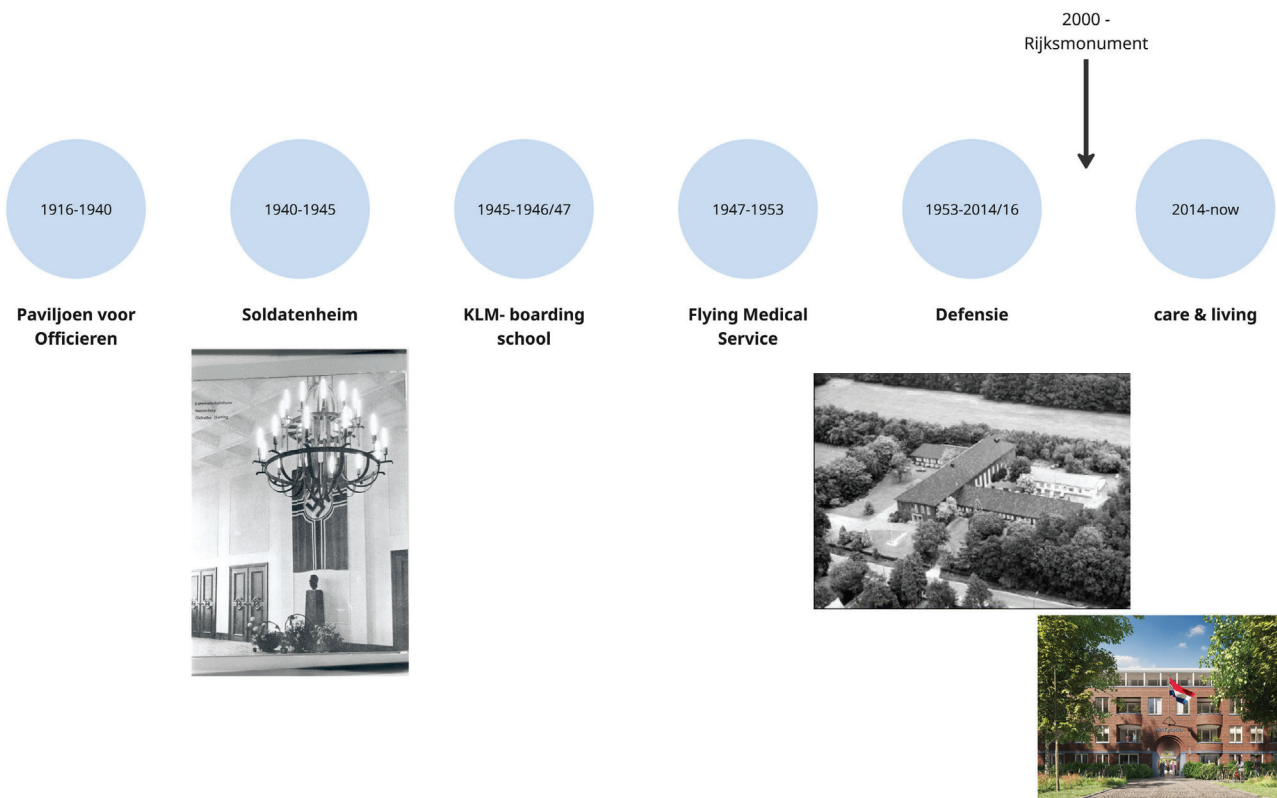 2000 -
Rijksmonument
1916-1940
1940-1945
1945-1946/47
1947-1953
1953-2014/16
2014-now
Paviljoen voor
Officieren
Soldatenheim
KLM- boarding
school
Flying Medical
Service
Defensie
care & living